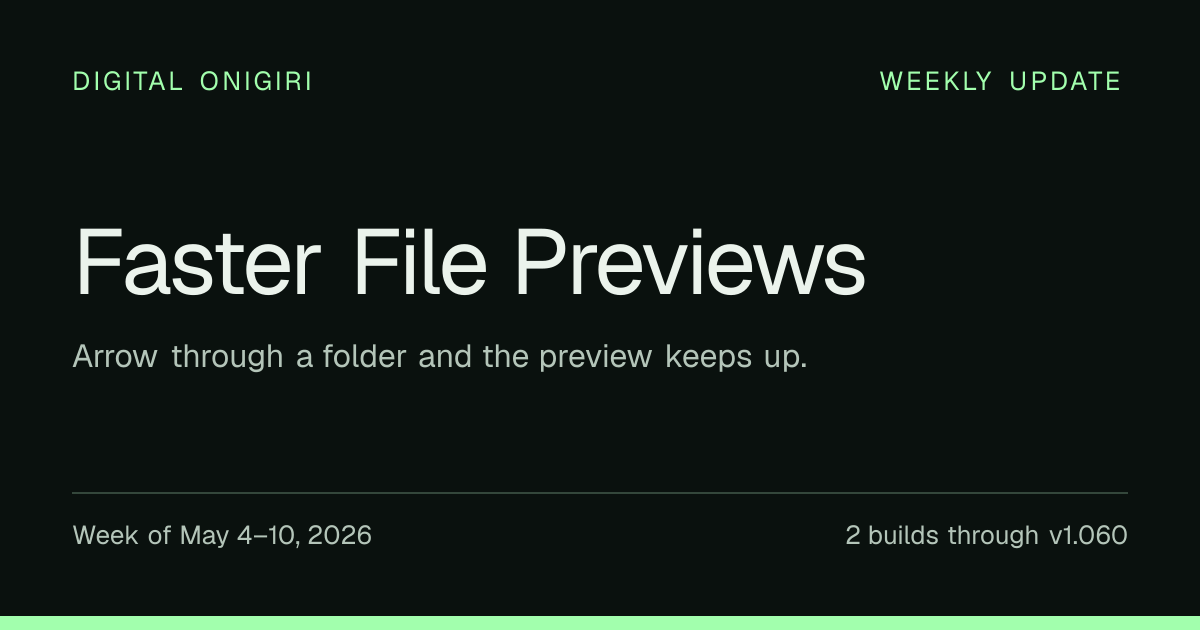 DIGITAL ONIGIRI
WEEKLY UPDATE
Faster File Previews
Arrow through a folder and the preview keeps up.
Week of May 4–10, 2026
2 builds through v1.060